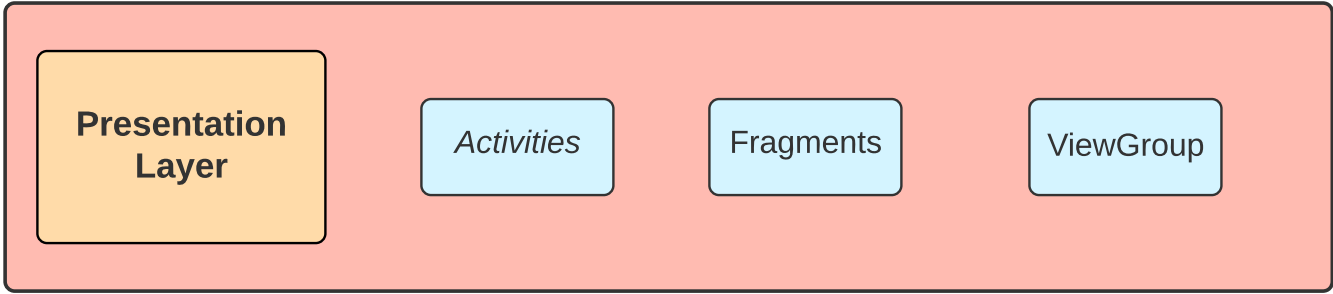 Presentation
Layer
Activities
Fragments
ViewGroup